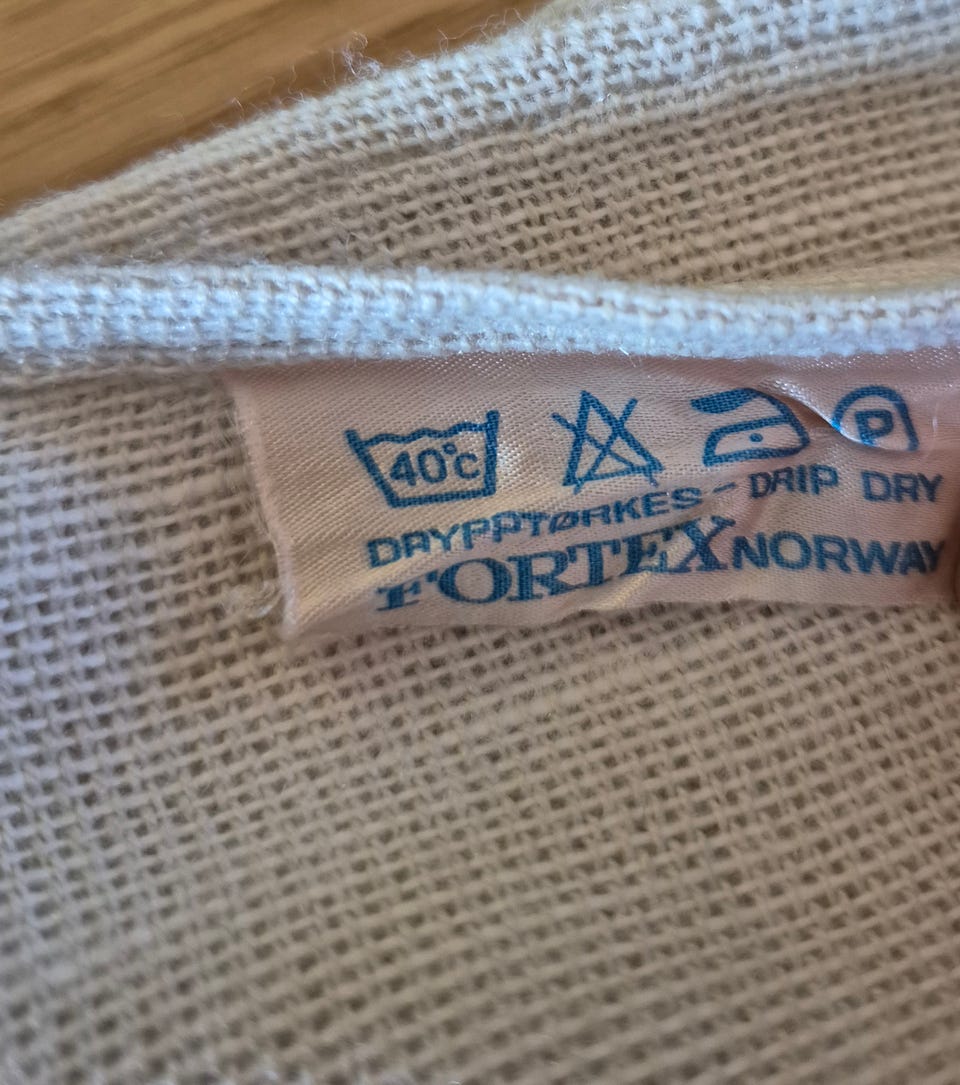 40°C
P
DRYPPTØRKES - DRIP DRY
FORTEX NORWAY